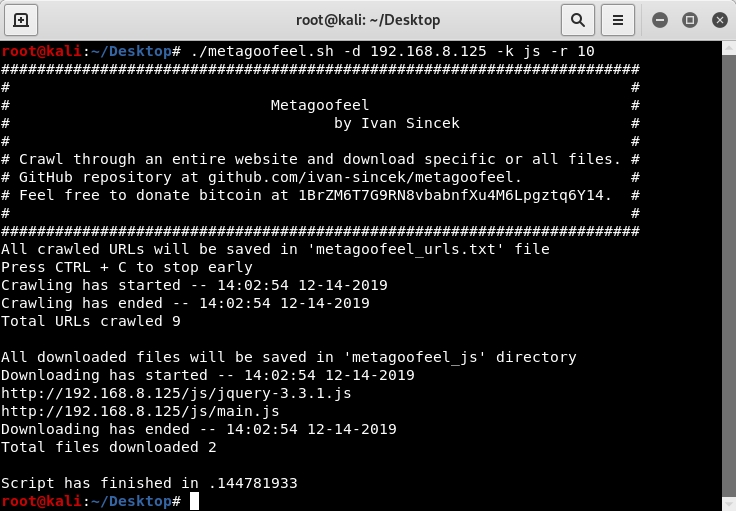 root@kali: ~/Desktop
root@kali:~/Desktop# ./metagoofeel.sh -d 192.168.8.125 -k js -r 10
#######################################################################
#                                                                     #
#                             Metagoofeel                             #
#                                    by Ivan Sincek                   #
#                                                                     #
# Crawl through an entire website and download specific or all files. #
# GitHub repository at github.com/ivan-sincek/metagoofeel.            #
# Feel free to donate bitcoin at 1BrZM6T7G9RN8vbabnfXu4M6Lpgztq6Y14.  #
#                                                                     #
#######################################################################
All crawled URLs will be saved in 'metagoofeel_urls.txt' file
Press CTRL + C to stop early
Crawling has started -- 14:02:54 12-14-2019
Crawling has ended -- 14:02:54 12-14-2019
Total URLs crawled 9
All downloaded files will be saved in 'metagoofeel_js' directory
Downloading has started -- 14:02:54 12-14-2019
http://192.168.8.125/js/jquery-3.3.1.js
http://192.168.8.125/js/main.js
Downloading has ended -- 14:02:54 12-14-2019
Total files downloaded 2
Script has finished in .144781933
root@kali:~/Desktop#